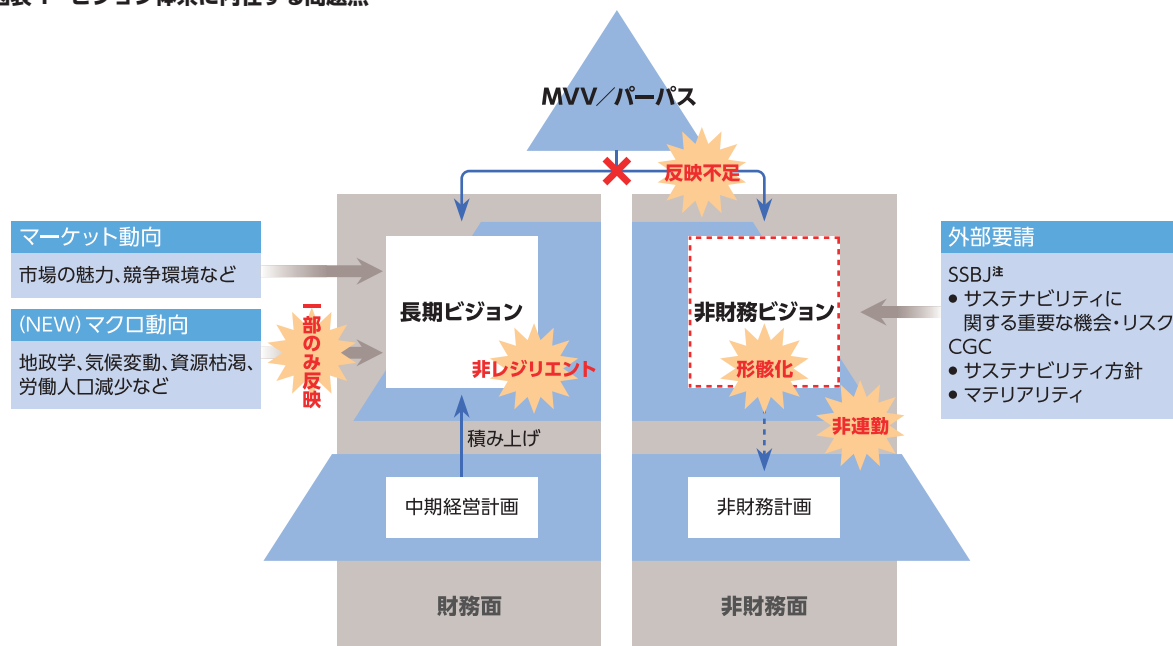 MVV／パーパス
反映不足
マーケット動向
市場の魅力、競争環境など
(NEW)マクロ動向
地政学、気候変動、資源枯渇、
労働人口減少など
一部のみ反映
長期ビジョン
非レジリエント
積み上げ
中期経営計画
財務面
非財務ビジョン
形骸化
非連動
非財務計画
非財務面
外部要請
SSBJ注
• サステナビリティに
関する重要な機会・リスク
CGC
• サステナビリティ方針
• マテリアリティ